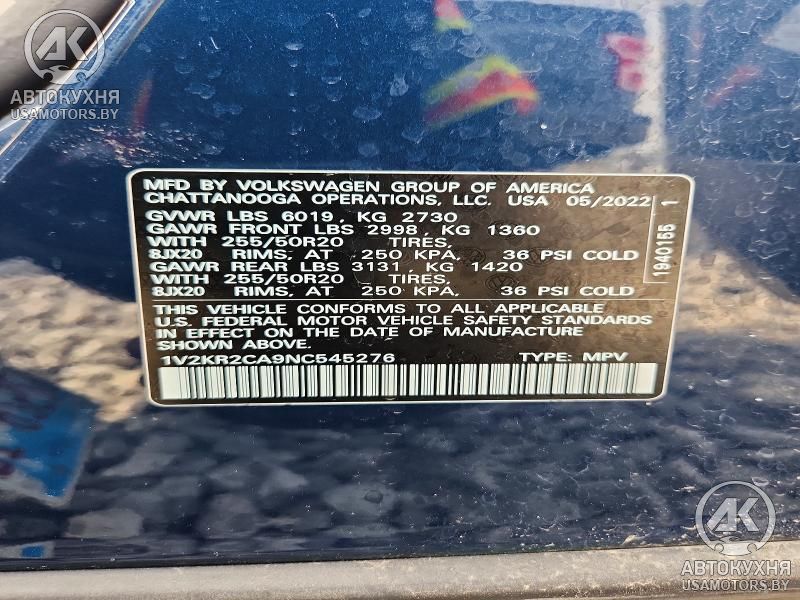 AK
АВТОКУХНЯ
USAMOTORS.BY
MFD BY VOLKSWAGEN GROUP OF AMERICA
CHATTANOOGA OPERATIONS, LLC. USA 05/2022
GVWR LBS 6019, KG 2730
GAWR FRONT LBS 2998, KG 1360
WITH 255/50R20 TIRES,
8JX20 RIMS, AT 250 KPA, 36 PSI COLD
GAWR REAR LBS 3131, KG 1420
WITH 255/50R20 TIRES,
8JX20 RIMS, AT 250 KPA, 36 PSI COLD
1940155 1
THIS VEHICLE CONFORMS TO ALL APPLICABLE
U.S. FEDERAL MOTOR VEHICLE SAFETY STANDARDS
IN EFFECT ON THE DATE OF MANUFACTURE
SHOWN ABOVE.
1V2KR2CA9NC545276 TYPE: MPV
AK
АВТОКУХНЯ
USAMOTORS.BY